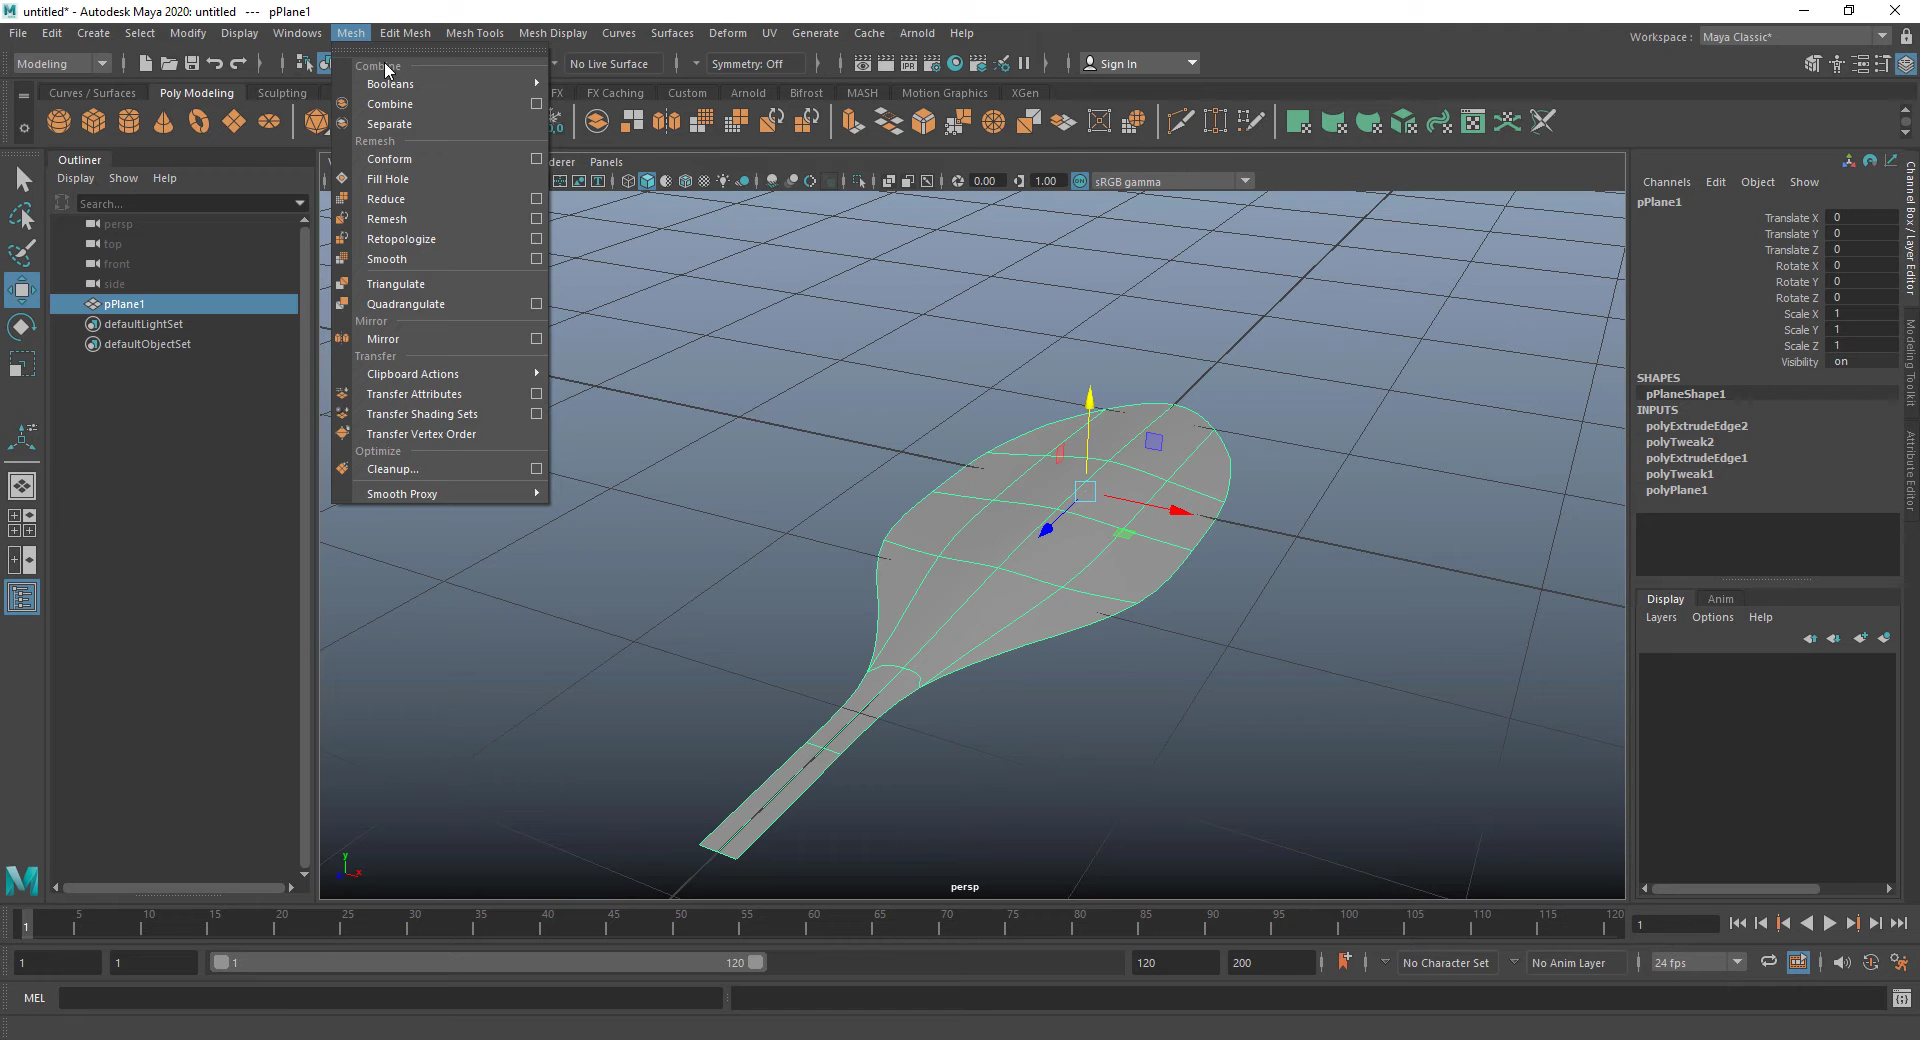 untitled* - Autodesk Maya 2020: untitled --- pPlane1
File Edit Create Select Modify Display Windows Mesh Edit Mesh Mesh Tools Mesh Display Curves Surfaces Deform UV Generate Cache Arnold Help
Workspace : Maya Classic*
Modeling
No Live Surface
Symmetry: Off
Sign In
Curves / Surfaces Poly Modeling Sculpting
FX FX Caching Custom Arnold Bifrost MASH Motion Graphics XGen
Combine
Booleans
Combine
Separate
Remesh
Conform
Fill Hole
Reduce
Remesh
Retopologize
Smooth
Triangulate
Quadrangulate
Mirror
Mirror
Transfer
Clipboard Actions
Transfer Attributes
Transfer Shading Sets
Transfer Vertex Order
Optimize
Cleanup...
Smooth Proxy
Outliner
Display Show Help
Search...
persp
top
front
side
pPlane1
defaultLightSet
defaultObjectSet
derer Panels
0.00 1.00 ON sRGB gamma
persp
y
x
Channels Edit Object Show
pPlane1
Translate X 0
Translate Y 0
Translate Z 0
Rotate X 0
Rotate Y 0
Rotate Z 0
Scale X 1
Scale Y 1
Scale Z 1
Visibility on
SHAPES
pPlaneShape1
INPUTS
polyExtrudeEdge2
polyTweak2
polyExtrudeEdge1
polyTweak1
polyPlane1
Display Anim
Layers Options Help
Channel Box / Layer Editor
Modeling Toolkit
Attribute Editor
1 5 10 15 20 25 30 35 40 45 50 55 60 65 70 75 80 85 90 95 100 105 110 115 120
1
1 1 1 120 120 200 No Character Set No Anim Layer 24 fps
MEL